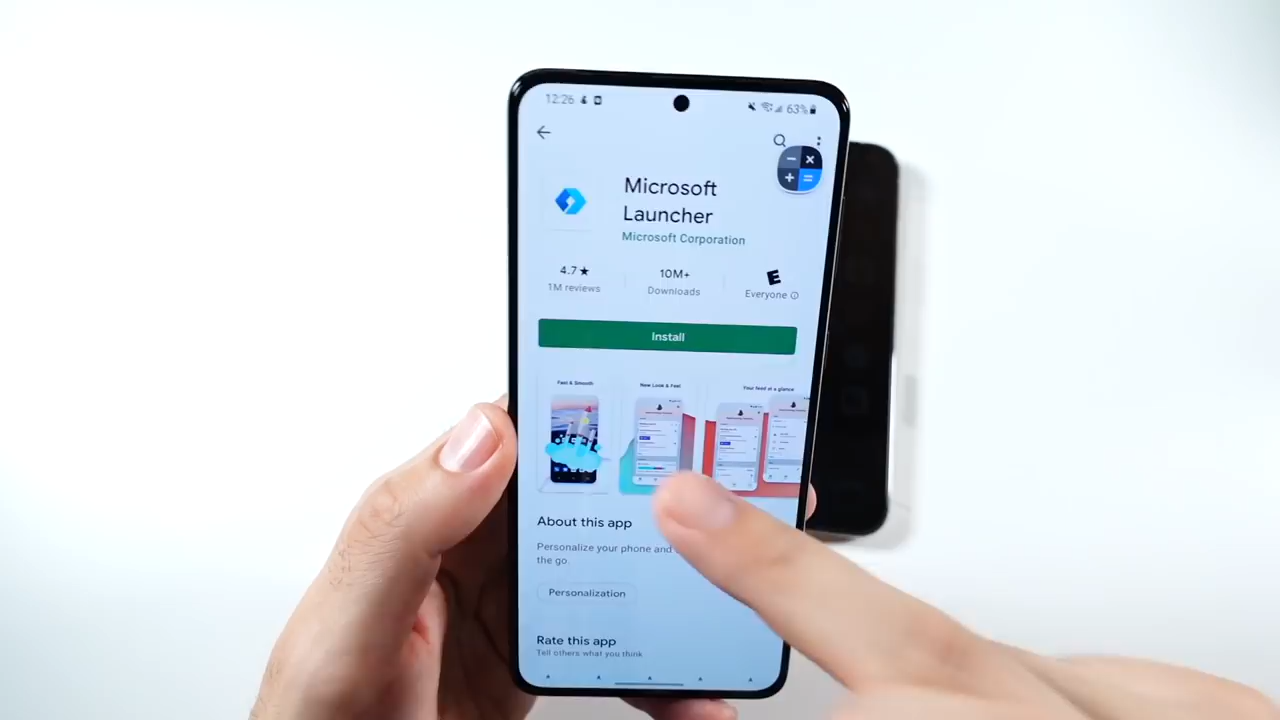 12:26
63%
Microsoft
Launcher
Microsoft Corporation
4.7★
1M reviews
10M+
Downloads
E
Everyone
Install
Fast & Smooth
New Look & Feel
Your feed at a glance
About this app
Personalize your phone and
the go.
Personalization
Rate this app
Tell others what you think